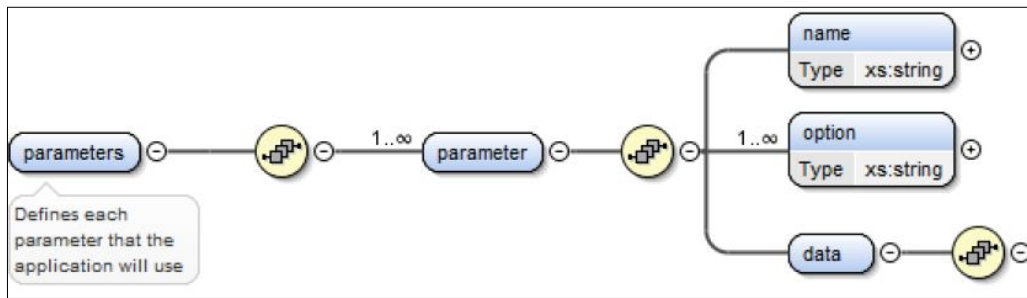 name
Type xs:string
parameters
1..∞
parameter
1..∞
option
Type xs:string
Defines each
parameter that the
application will use
data